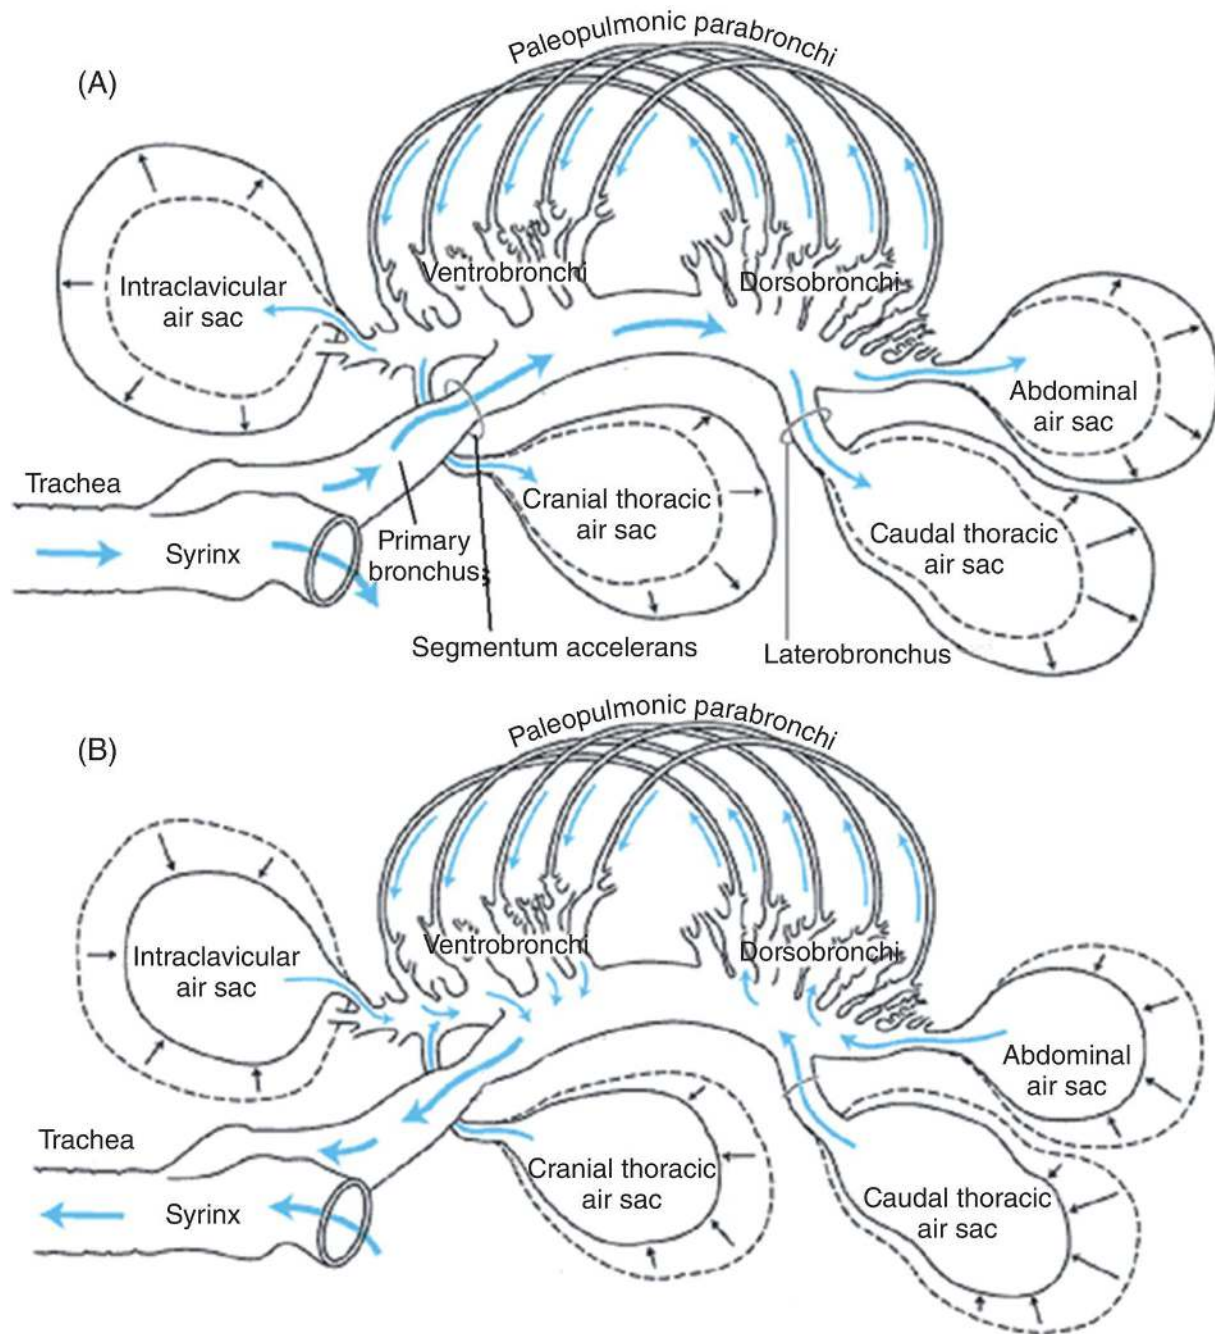 (A)
Paleopulmonic parabronchi
Intraclavicular
air sac
Ventrobronchi
Dorsobronchi
Abdominal
air sac
Trachea
Cranial thoracic
air sac
Caudal thoracic
air sac
Syrinx
Primary
bronchus
Segmentum accelerans
Laterobronchus
(B)
Paleopulmonic parabronchi
Intraclavicular
air sac
Ventrobronchi
Dorsobronchi
Abdominal
air sac
Trachea
Cranial thoracic
air sac
Caudal thoracic
air sac
Syrinx